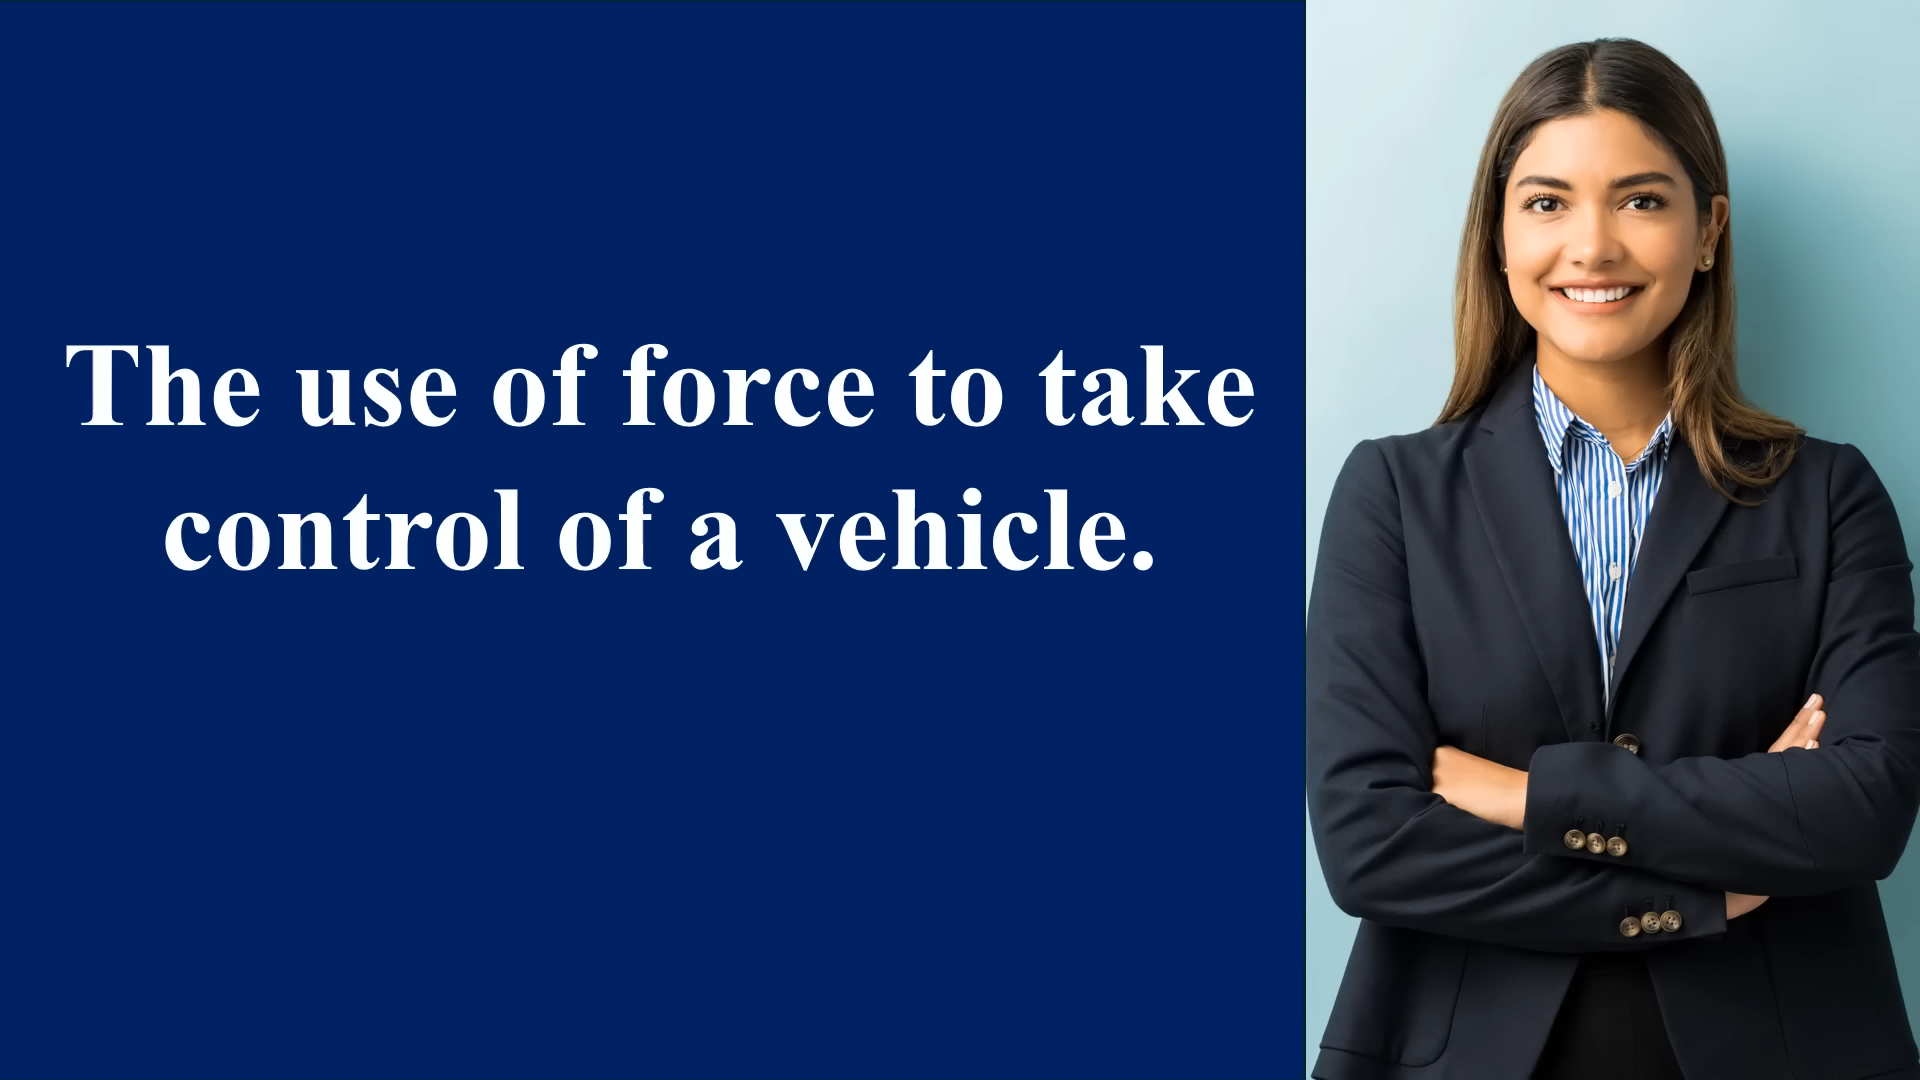 The use of force to take
control of a vehicle.